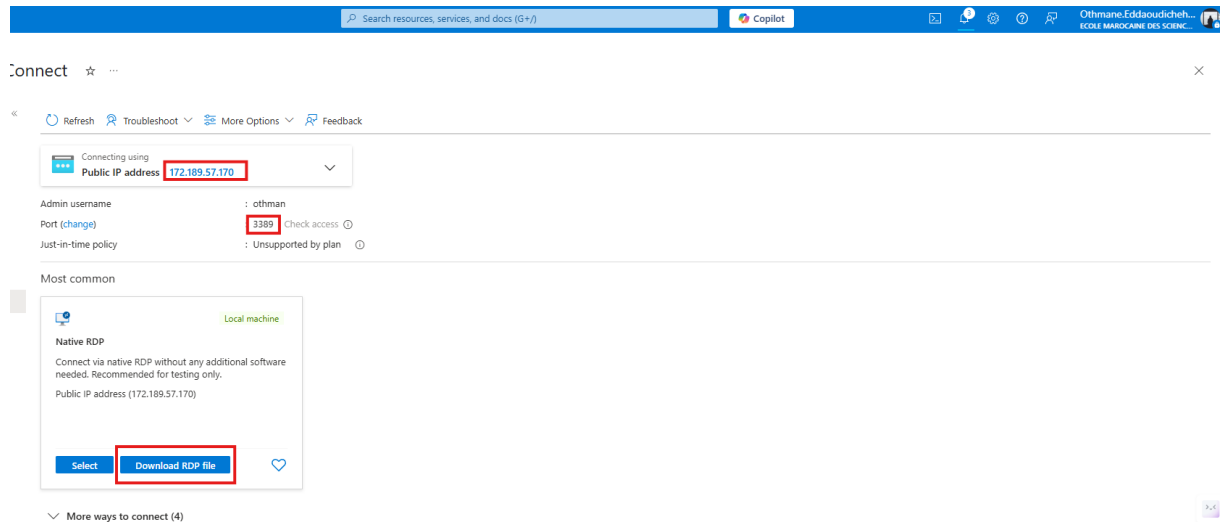 Search resources, services, and docs (G+/)
Copilot
3
Othmane.Eddaoudicheh...
ECOLE MAROCAINE DES SCIENC...
Connect
Refresh
Troubleshoot
More Options
Feedback
Connecting using
Public IP address 172.189.57.170
Admin username : othman
Port (change) : 3389 Check access
Just-in-time policy : Unsupported by plan
Most common
Local machine
Native RDP
Connect via native RDP without any additional software
needed. Recommended for testing only.
Public IP address (172.189.57.170)
Select
Download RDP file
More ways to connect (4)